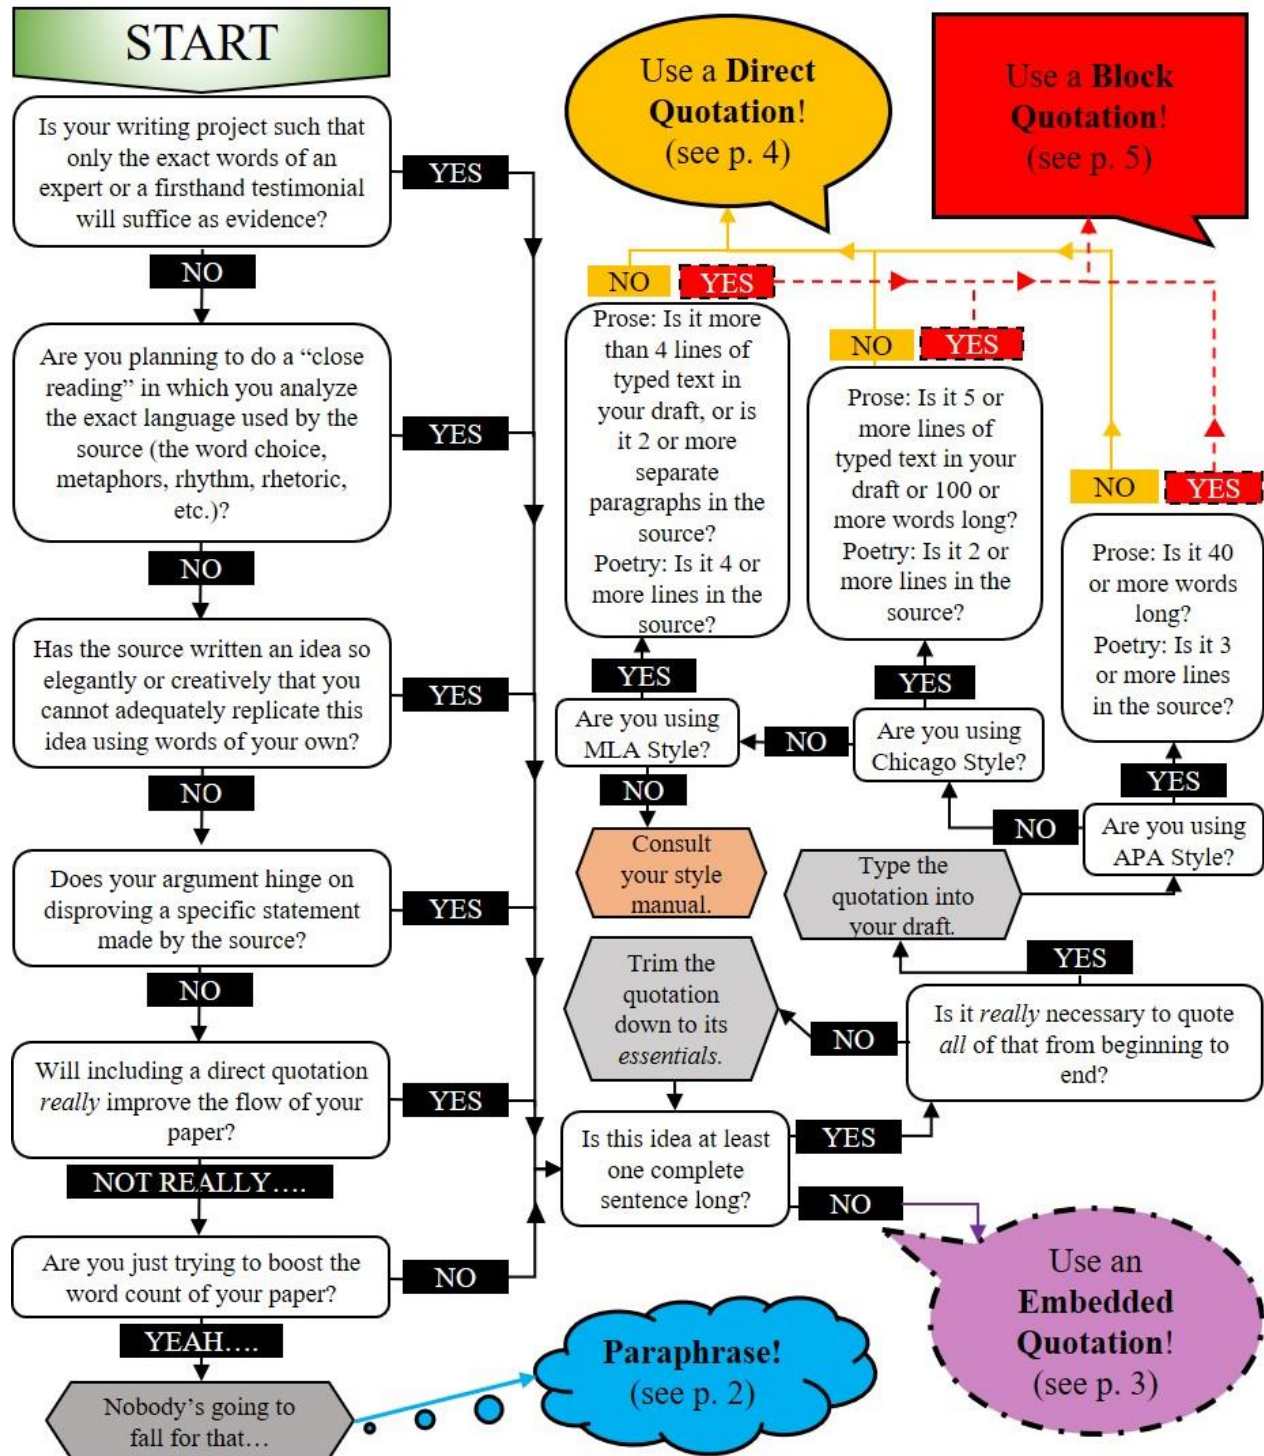 START
Is your writing project such that
only the exact words of an
expert or a firsthand testimonial
will suffice as evidence?
YES
NO
Are you planning to do a “close
reading” in which you analyze
the exact language used by the
source (the word choice,
metaphors, rhythm, rhetoric,
etc.)?
YES
NO
Has the source written an idea so
elegantly or creatively that you
cannot adequately replicate this
idea using words of your own?
YES
NO
Does your argument hinge on
disproving a specific statement
made by the source?
YES
NO
Will including a direct quotation
really improve the flow of your
paper?
YES
NOT REALLY….
Are you just trying to boost the
word count of your paper?
NO
YEAH….
Nobody’s going to
fall for that…
Paraphrase!
(see p. 2)
Is this idea at least
one complete
sentence long?
YES
NO
Use an
Embedded
Quotation!
(see p. 3)
Is it really necessary to quote
all of that from beginning to
end?
NO
YES
Trim the
quotation
down to its
essentials.
Type the
quotation into
your draft.
Are you using
APA Style?
NO
YES
Prose: Is it 40
or more words
long?
Poetry: Is it 3
or more lines
in the source?
NO
YES
Are you using
Chicago Style?
NO
YES
Prose: Is it 5 or
more lines of
typed text in your
draft or 100 or
more words long?
Poetry: Is it 2 or
more lines in the
source?
NO
YES
Are you using
MLA Style?
NO
YES
Consult
your style
manual.
Prose: Is it more
than 4 lines of
typed text in
your draft, or is
it 2 or more
separate
paragraphs in the
source?
Poetry: Is it 4 or
more lines in the
source?
NO
YES
Use a Direct
Quotation!
(see p. 4)
Use a Block
Quotation!
(see p. 5)